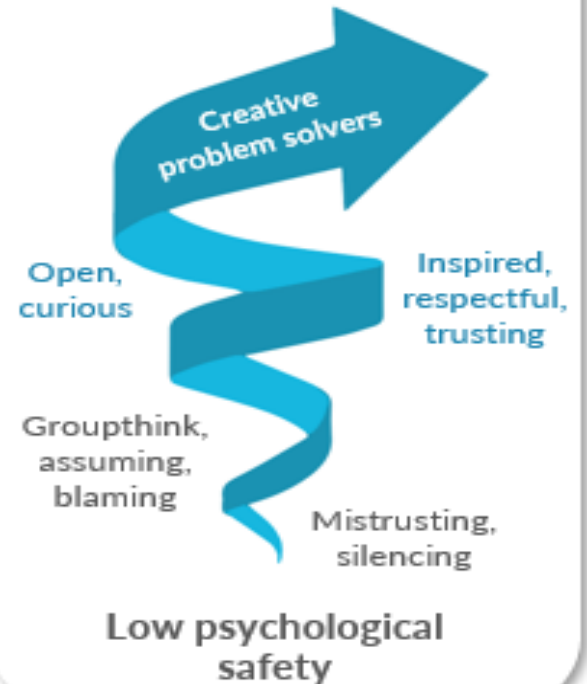 Creative
problem solvers
Open,
curious
Inspired,
respectful,
trusting
Groupthink,
assuming,
blaming
Mistrusting,
silencing
Low psychological
safety